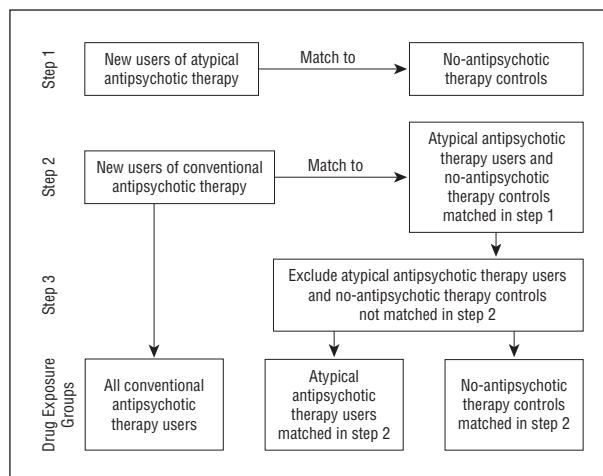 Step 1
New users of atypical
antipsychotic therapy
Match to
No-antipsychotic
therapy controls
Step 2
New users of conventional
antipsychotic therapy
Match to
Atypical antipsychotic
therapy users and
no-antipsychotic
therapy controls
matched in step 1
Step 3
Exclude atypical antipsychotic therapy users
and no-antipsychotic therapy controls
not matched in step 2
Drug Exposure
Groups
All conventional
antipsychotic
therapy users
Atypical
antipsychotic
therapy users
matched in step 2
No-antipsychotic
therapy controls
matched in step 2